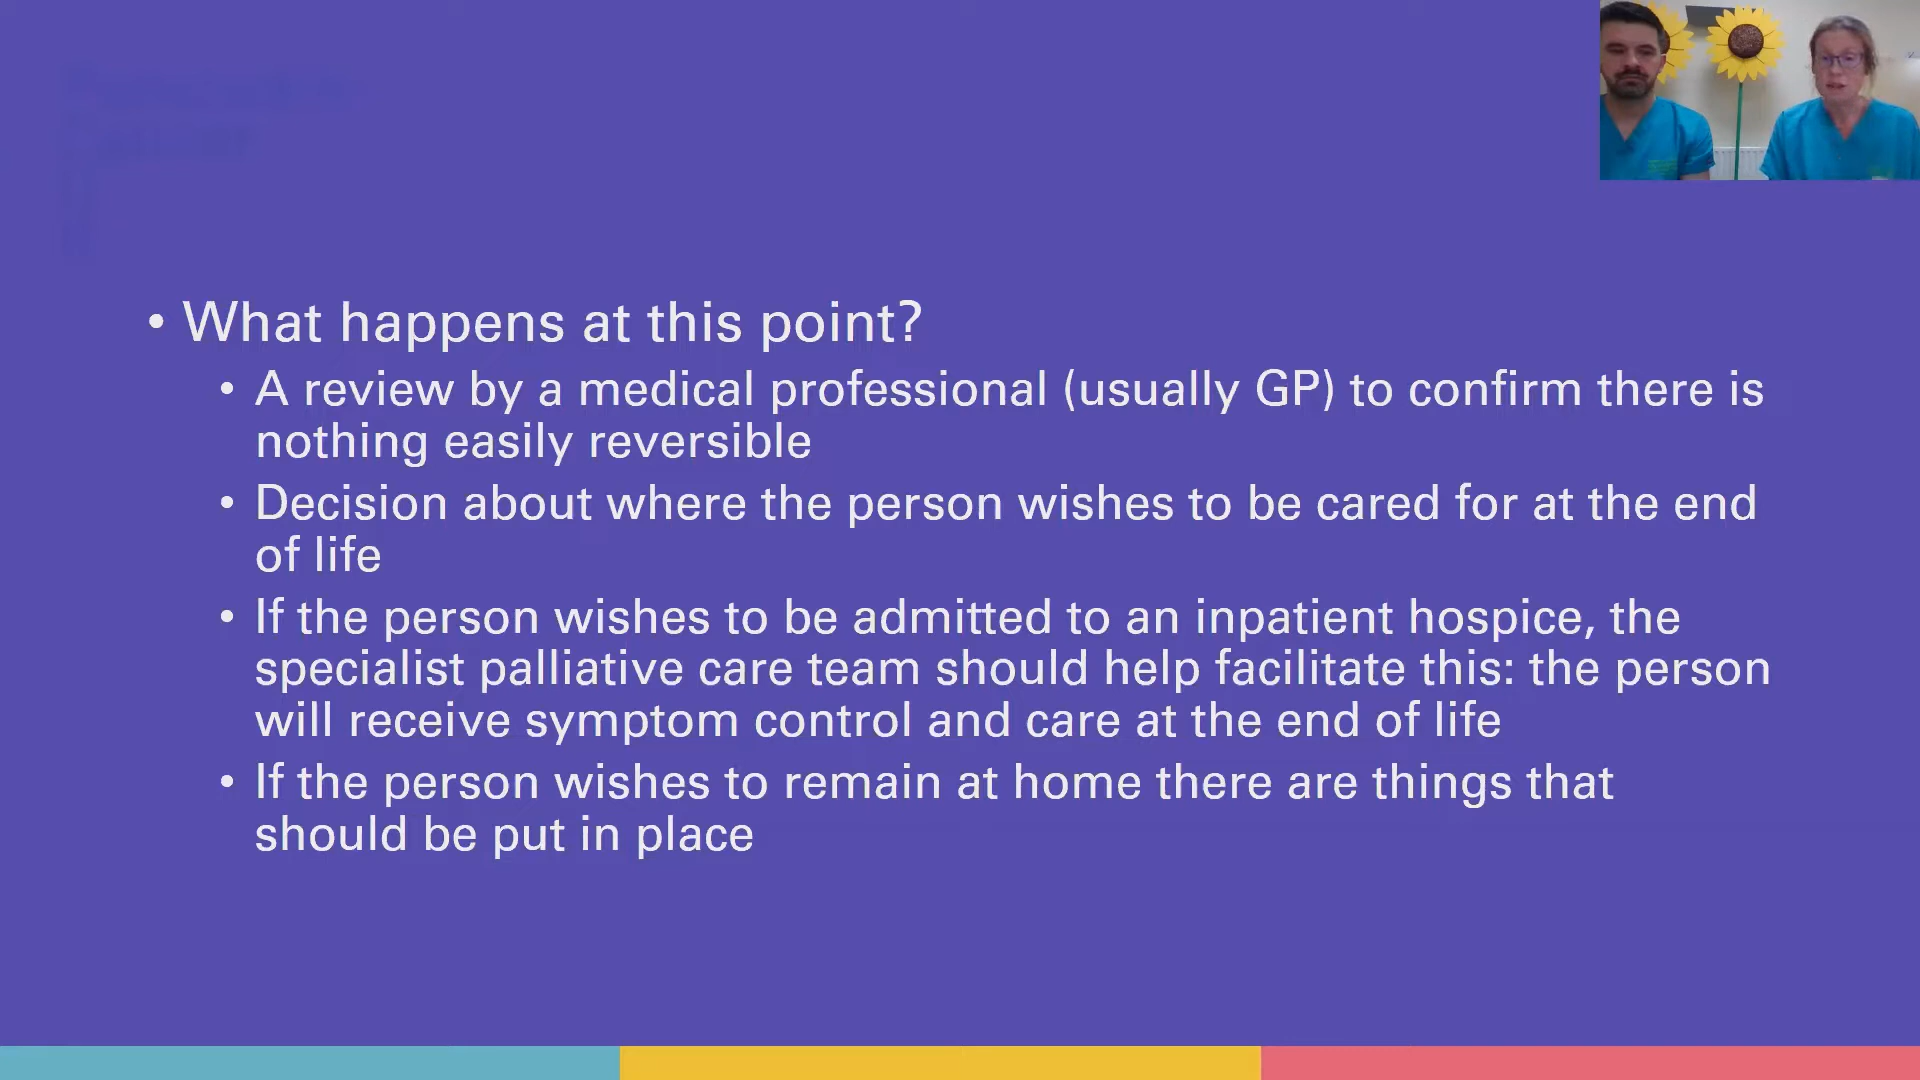 • What happens at this point?
• A review by a medical professional (usually GP) to confirm there is
nothing easily reversible
• Decision about where the person wishes to be cared for at the end
of life
• If the person wishes to be admitted to an inpatient hospice, the
specialist palliative care team should help facilitate this: the person
will receive symptom control and care at the end of life
• If the person wishes to remain at home there are things that
should be put in place